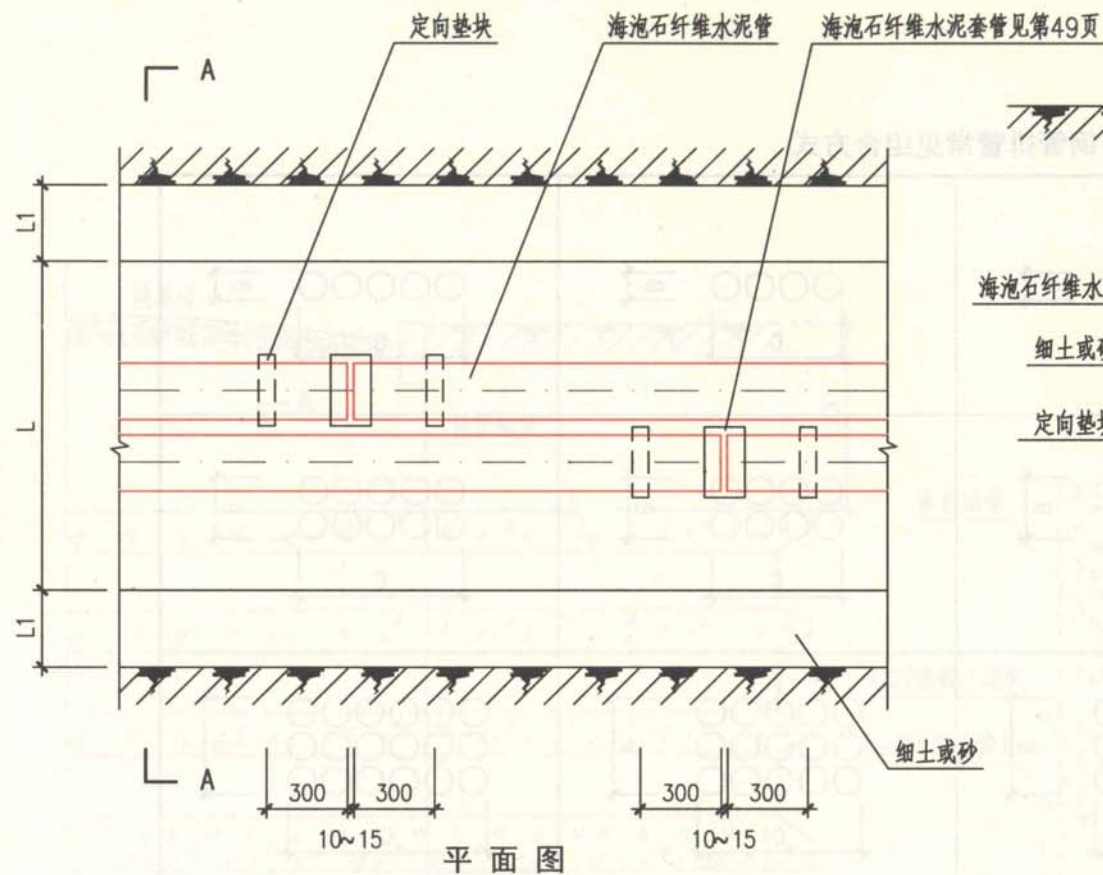 定向垫块
海泡石纤维水泥管
海泡石纤维水泥套管见第49页
A
L1
海泡石纤维水
细土或砂
定向垫块
L
L1
细土或砂
A
300 300 300 300
10~15 10~15
平面图